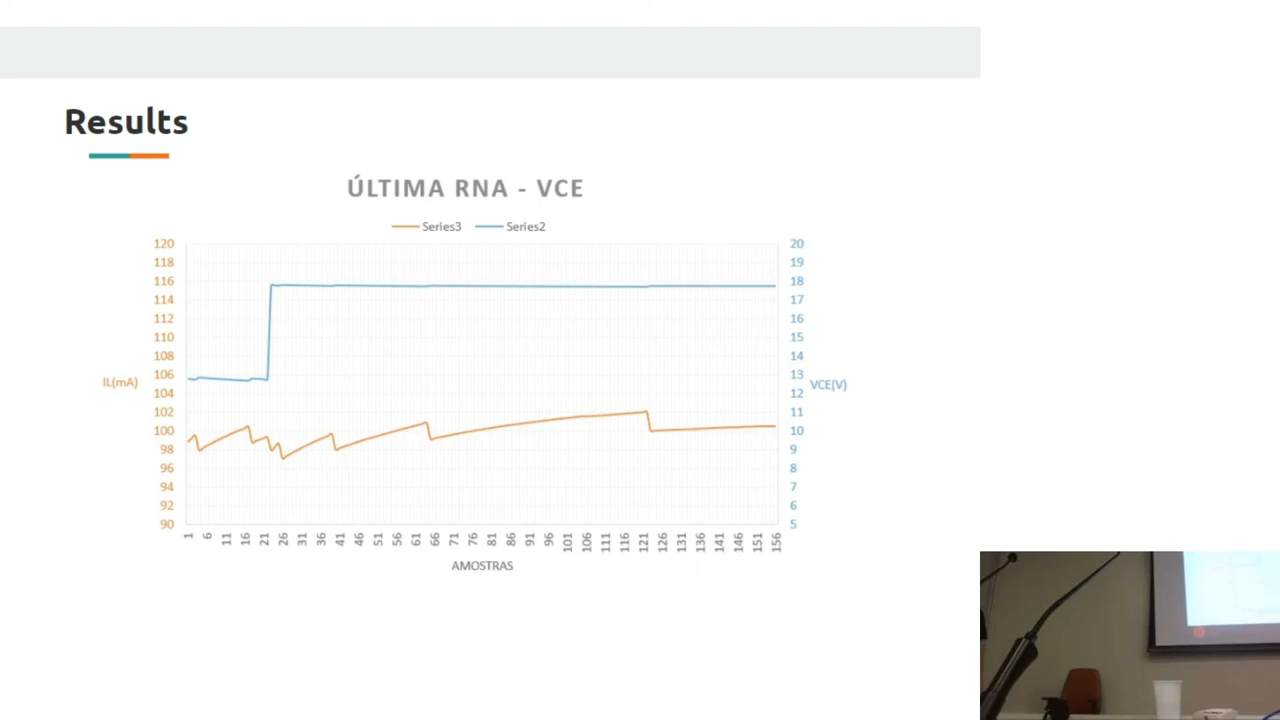 Results
ÚLTIMA RNA - VCE
Series3 Series2
120 20
118 19
116 18
114 17
112 16
110 15
108 14
106 13
IL(mA) VCE(V)
104 12
102 11
100 10
98 9
96 8
94 7
92 6
90 5
1 6 11 16 21 26 31 36 41 46 51 56 61 66 71 76 81 86 91 96 101 106 111 116 121 126 131 136 141 146 151 156
AMOSTRAS